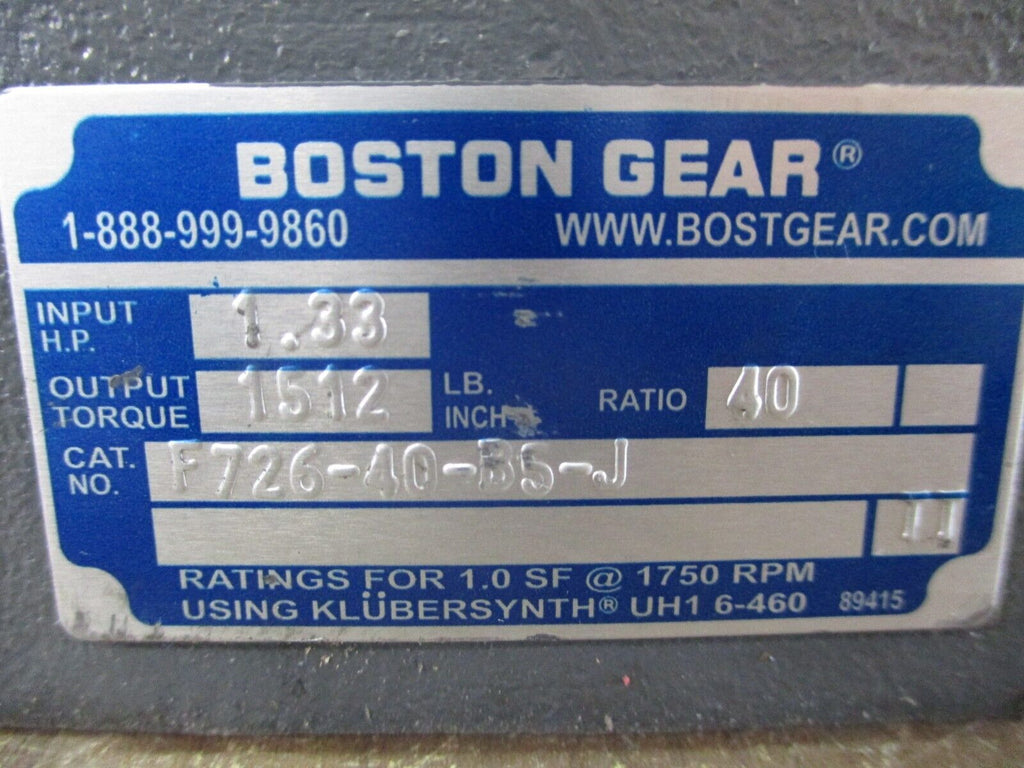 BOSTON GEAR®
1-888-999-9860 WWW.BOSTGEAR.COM
INPUT H.P. 1.33
OUTPUT TORQUE 1512 LB. INCH RATIO 40
CAT. NO. F726-40-B5-J
II
RATINGS FOR 1.0 SF @ 1750 RPM
USING KLÜBERSYNTH® UH1 6-460 89415